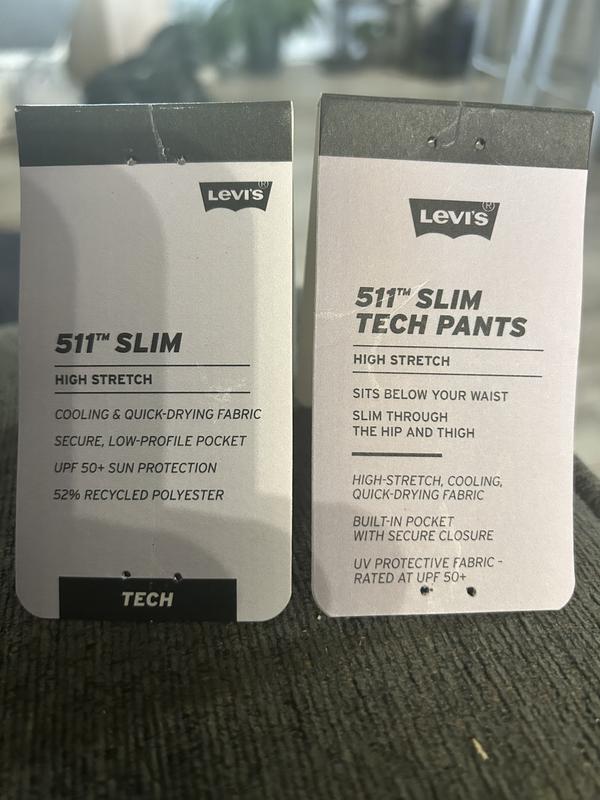 LEVI'S®
511™ SLIM
HIGH STRETCH
COOLING & QUICK-DRYING FABRIC
SECURE, LOW-PROFILE POCKET
UPF 50+ SUN PROTECTION
52% RECYCLED POLYESTER
TECH
LEVI'S®
511™ SLIM
TECH PANTS
HIGH STRETCH
SITS BELOW YOUR WAIST
SLIM THROUGH
THE HIP AND THIGH
HIGH-STRETCH, COOLING,
QUICK-DRYING FABRIC
BUILT-IN POCKET
WITH SECURE CLOSURE
UV PROTECTIVE FABRIC -
RATED AT UPF 50+